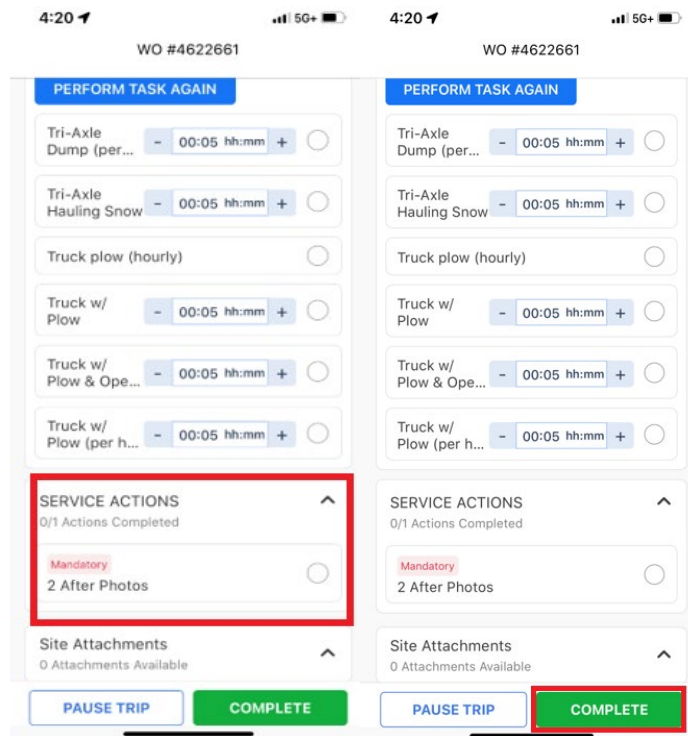 4:20
5G+
WO #4622661
PERFORM TASK AGAIN
Tri-Axle
Dump (per...
- 00:05 hh:mm +
Tri-Axle
Hauling Snow
- 00:05 hh:mm +
Truck plow (hourly)
Truck w/
Plow
- 00:05 hh:mm +
Truck w/
Plow & Ope...
- 00:05 hh:mm +
Truck w/
Plow (per h...
- 00:05 hh:mm +
SERVICE ACTIONS
0/1 Actions Completed
Mandatory
2 After Photos
Site Attachments
0 Attachments Available
PAUSE TRIP
COMPLETE
4:20
5G+
WO #4622661
PERFORM TASK AGAIN
Tri-Axle
Dump (per...
- 00:05 hh:mm +
Tri-Axle
Hauling Snow
- 00:05 hh:mm +
Truck plow (hourly)
Truck w/
Plow
- 00:05 hh:mm +
Truck w/
Plow & Ope...
- 00:05 hh:mm +
Truck w/
Plow (per h...
- 00:05 hh:mm +
SERVICE ACTIONS
0/1 Actions Completed
Mandatory
2 After Photos
Site Attachments
0 Attachments Available
PAUSE TRIP
COMPLETE